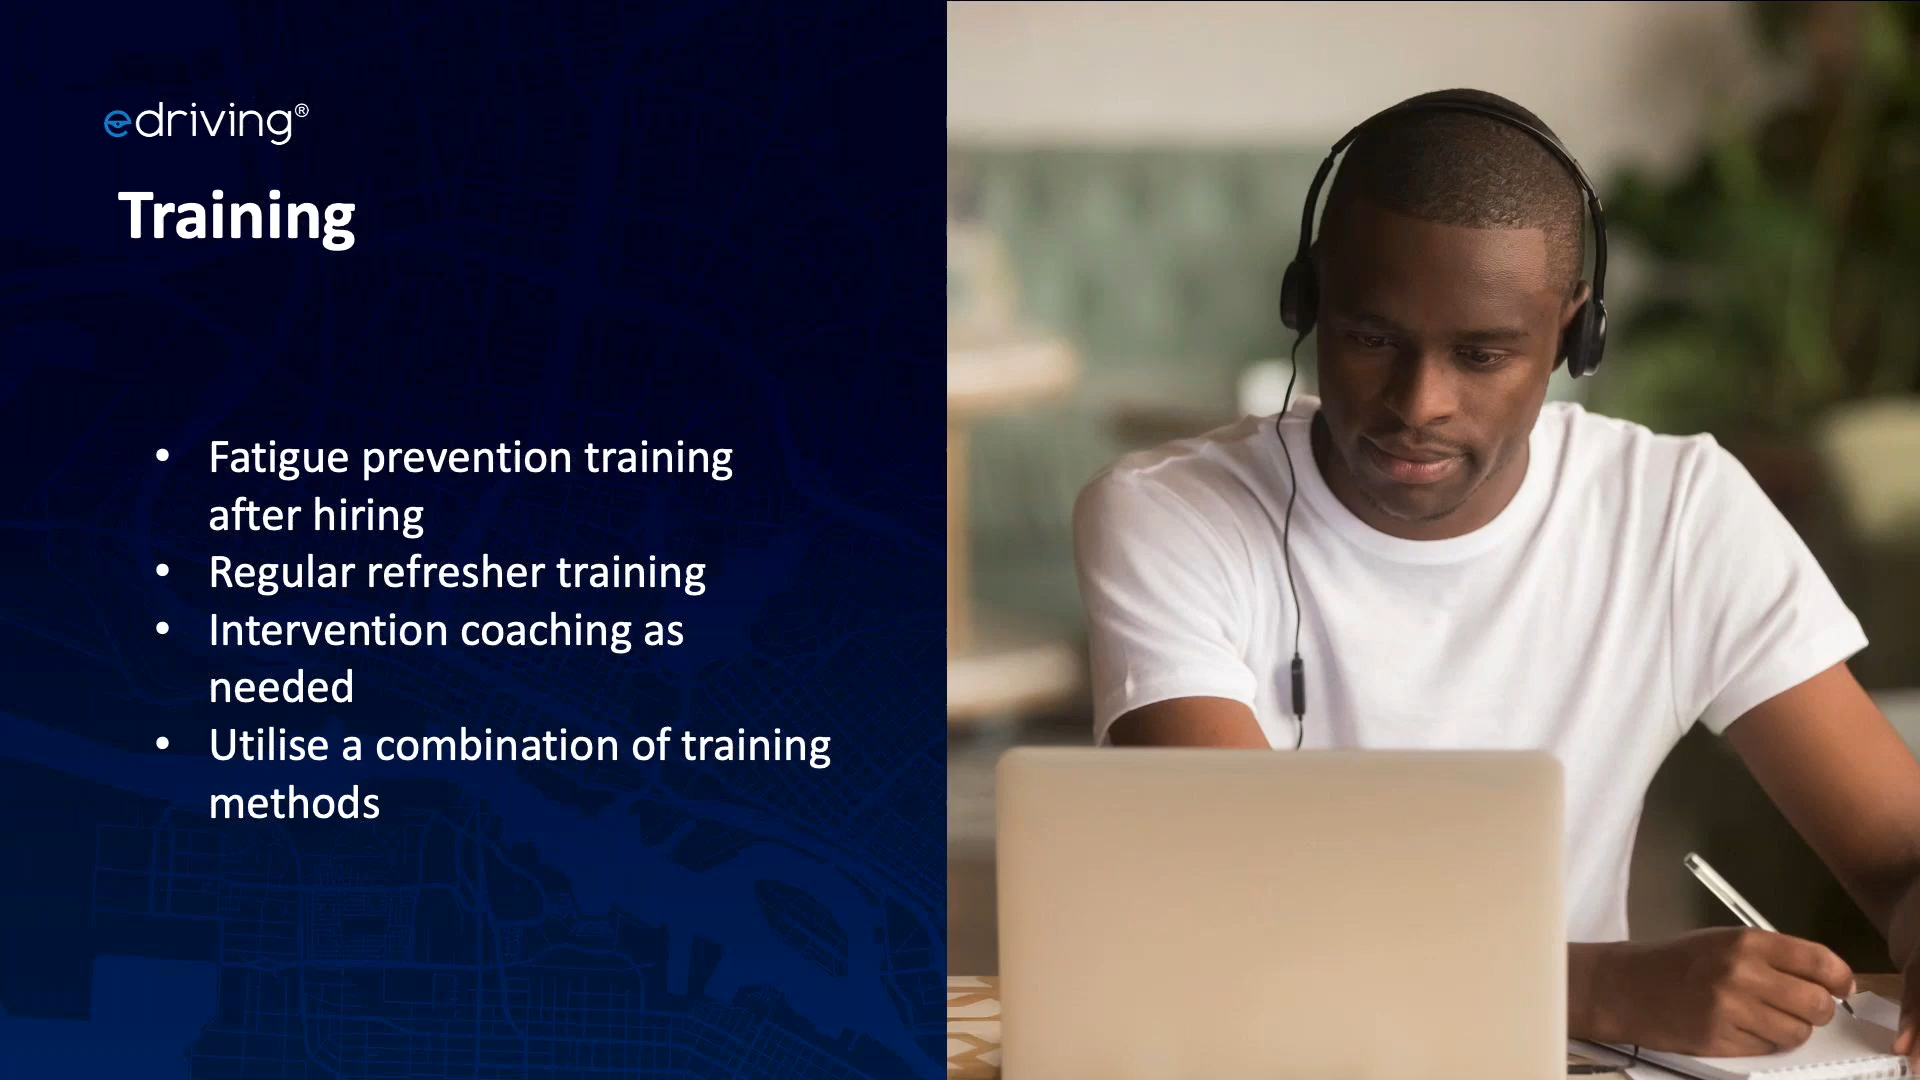 edriving®
Training
• Fatigue prevention training
after hiring
• Regular refresher training
• Intervention coaching as
needed
• Utilise a combination of training
methods